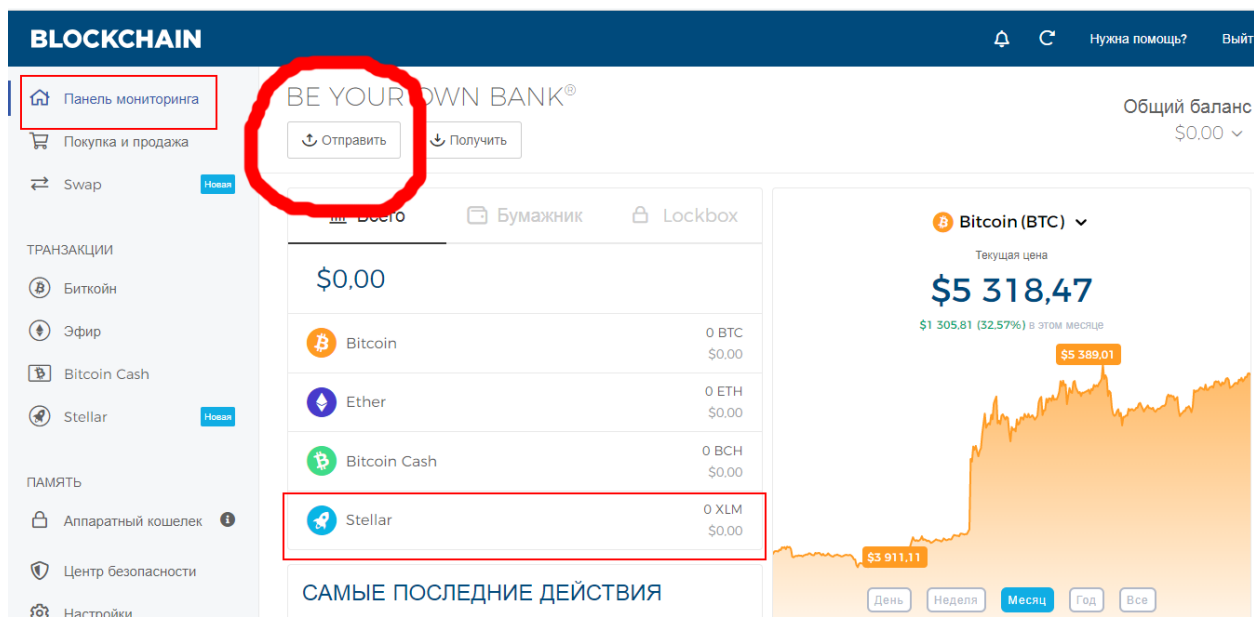 BLOCKCHAIN
Нужна помощь?
Выйт
Панель мониторинга
Покупка и продажа
Swap
Новая
ТРАНЗАКЦИИ
Биткойн
Эфир
Bitcoin Cash
Stellar
Новая
ПАМЯТЬ
Аппаратный кошелек
Центр безопасности
Настройки
BE YOUR OWN BANK®
Отправить
Получить
Общий баланс
$0,00
Всего
Бумажник
Lockbox
$0,00
Bitcoin
0 BTC
$0,00
Ether
0 ETH
$0,00
Bitcoin Cash
0 BCH
$0,00
Stellar
0 XLM
$0,00
САМЫЕ ПОСЛЕДНИЕ ДЕЙСТВИЯ
Bitcoin (BTC)
Текущая цена
$5 318,47
$1 305,81 (32,57%) в этом месяце
$5 389,01
$3 911,11
День
Неделя
Месяц
Год
Все